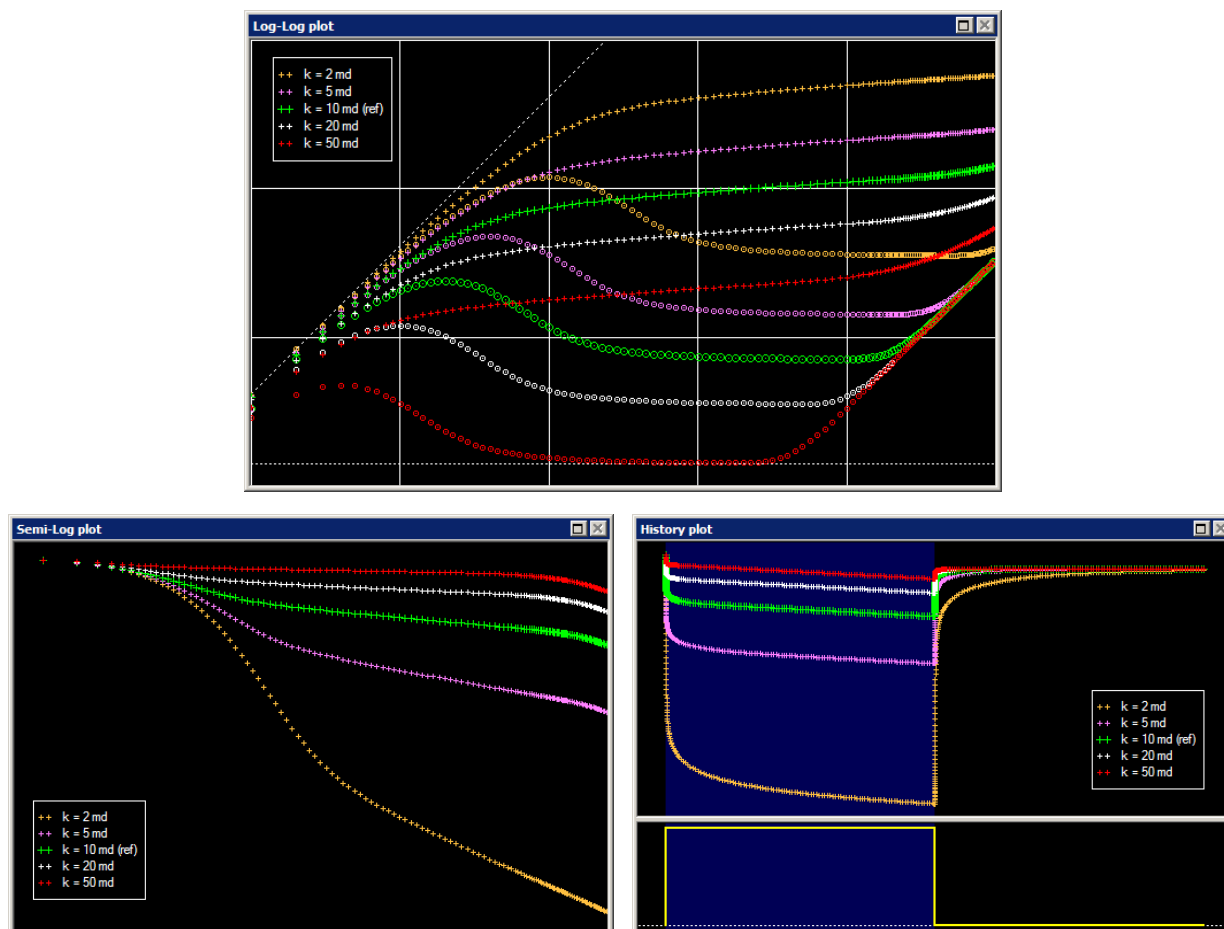 Log-Log plot
k = 2 md
k = 5 md
k = 10 md (ref)
k = 20 md
k = 50 md
Semi-Log plot
k = 2 md
k = 5 md
k = 10 md (ref)
k = 20 md
k = 50 md
History plot
k = 2 md
k = 5 md
k = 10 md (ref)
k = 20 md
k = 50 md